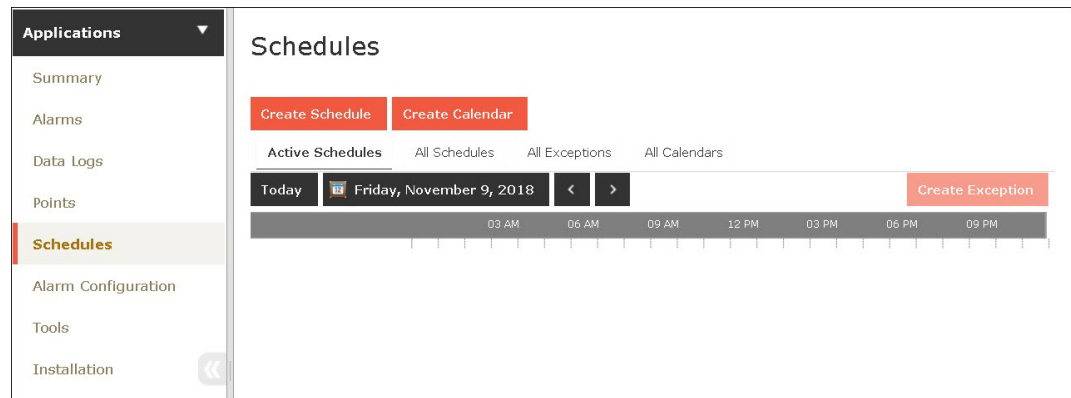 Applications
Summary
Alarms
Data Logs
Points
Schedules
Alarm Configuration
Tools
Installation
Schedules
Create Schedule Create Calendar
Active Schedules All Schedules All Exceptions All Calendars
Today 12 Friday, November 9, 2018 < > Create Exception
03 AM 06 AM 09 AM 12 PM 03 PM 06 PM 09 PM